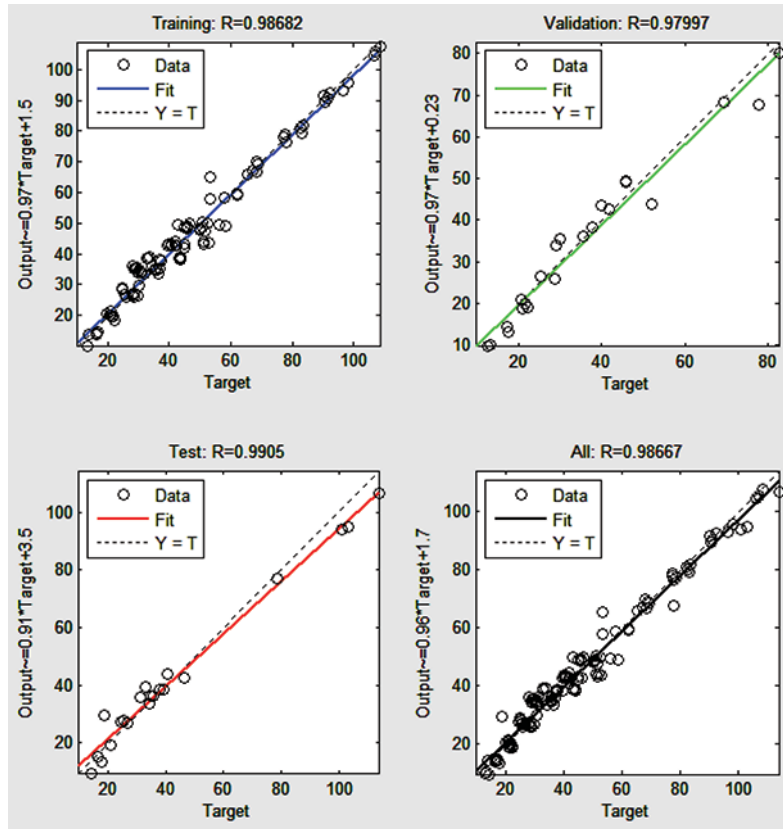 Training: R=0.98682
Data
Fit
Y = T
100
90
80
70
60
50
40
30
20
20
40
60
80
100
Output~=0.97*Target+1.5
Target
Validation: R=0.97997
Data
Fit
Y = T
80
70
60
50
40
30
20
10
20
40
60
80
Output~=0.97*Target+0.23
Target
Test: R=0.9905
Data
Fit
Y = T
100
80
60
40
20
20
40
60
80
100
Output~=0.91*Target+3.5
Target
All: R=0.98667
Data
Fit
Y = T
100
80
60
40
20
20
40
60
80
100
Output~=0.96*Target+1.7
Target